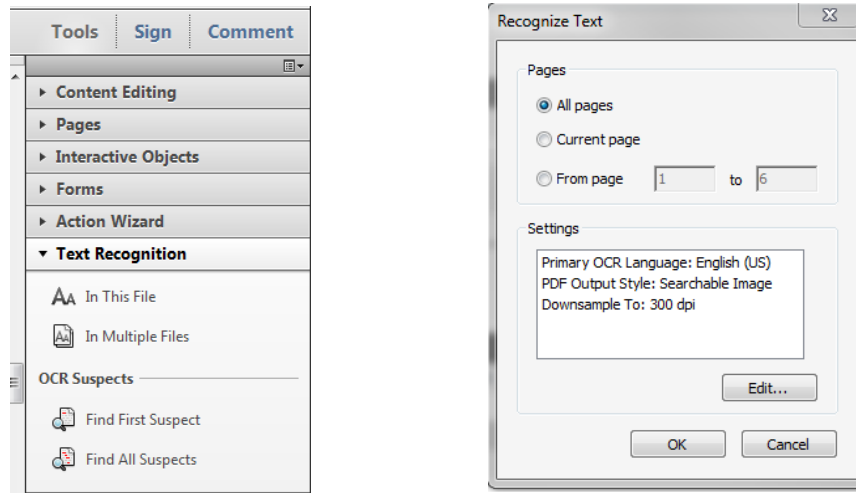 Tools Sign Comment
Content Editing
Pages
Interactive Objects
Forms
Action Wizard
Text Recognition
In This File
In Multiple Files
OCR Suspects
Find First Suspect
Find All Suspects
Recognize Text
Pages
All pages
Current page
From page 1 to 6
Settings
Primary OCR Language: English (US)
PDF Output Style: Searchable Image
Downsample To: 300 dpi
Edit...
OK Cancel